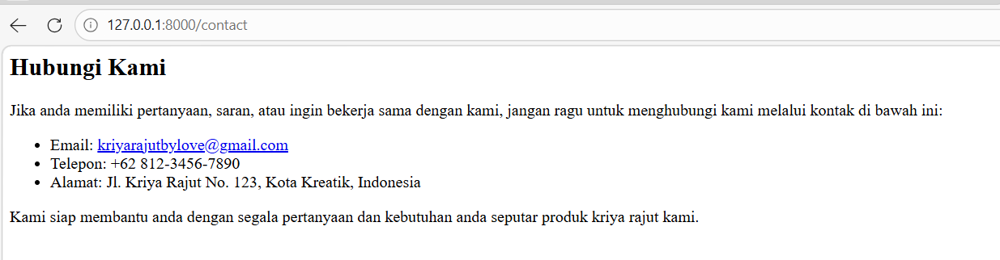 127.0.0.1:8000/contact
Hubungi Kami
Jika anda memiliki pertanyaan, saran, atau ingin bekerja sama dengan kami, jangan ragu untuk menghubungi kami melalui kontak di bawah ini:
• Email: kriyarajutbylove@gmail.com
• Telepon: +62 812-3456-7890
• Alamat: Jl. Kriya Rajut No. 123, Kota Kreatik, Indonesia
Kami siap membantu anda dengan segala pertanyaan dan kebutuhan anda seputar produk kriya rajut kami.